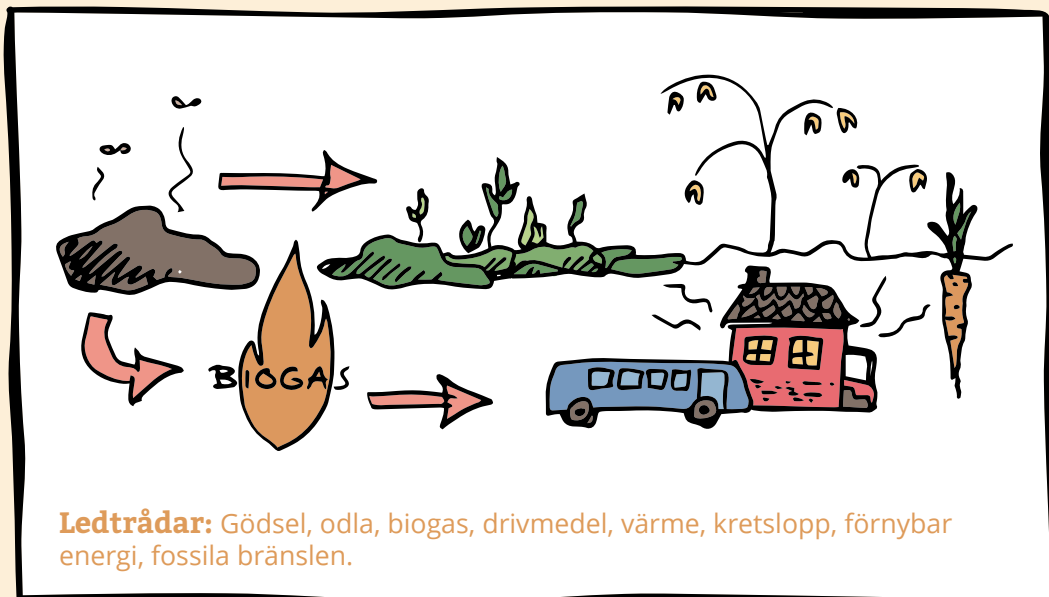 BIOGAS
Ledtrådar: Gödsel, odla, biogas, drivmedel, värme, kretslopp, förnybar
energi, fossila bränslen.